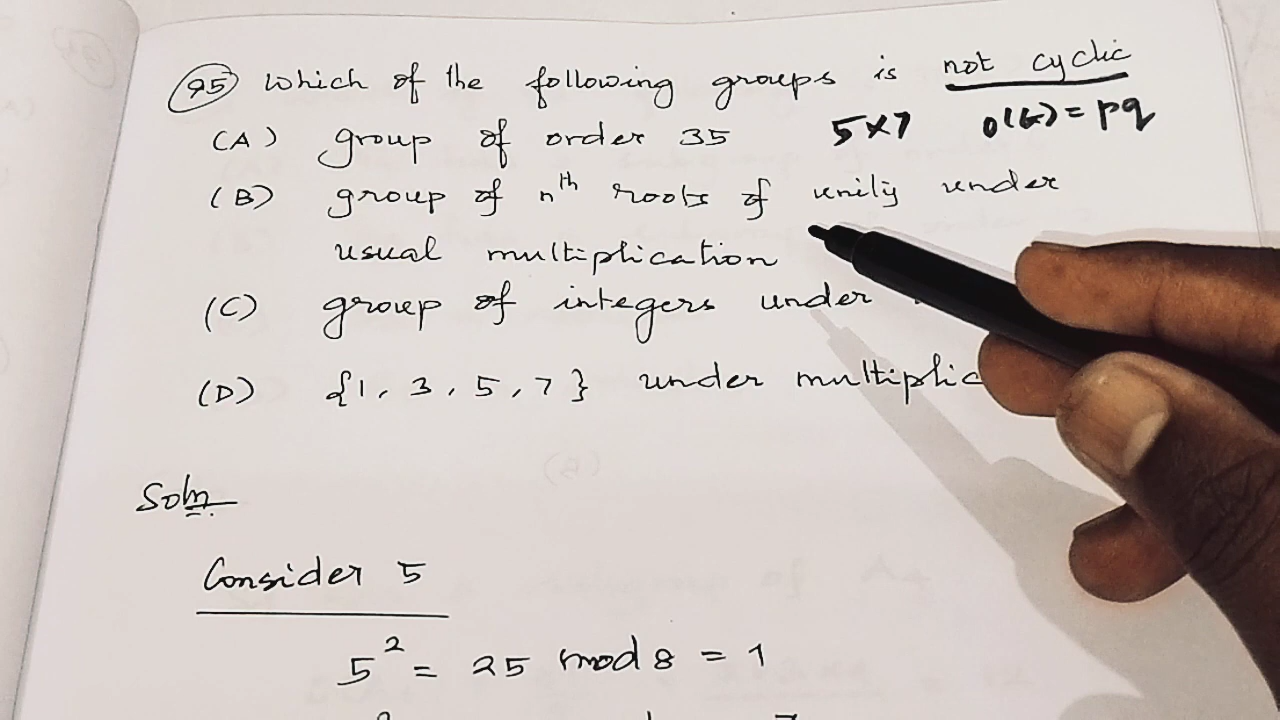 95 Which of the following groups is not cyclic
(A) group of order 35 5×7 o(G) = pq
(B) group of nth roots of unity under
usual multiplication
(C) group of integers under
(D) {1, 3, 5, 7} under multiplic
Soln.
Consider 5
5² = 25 mod 8 = 1